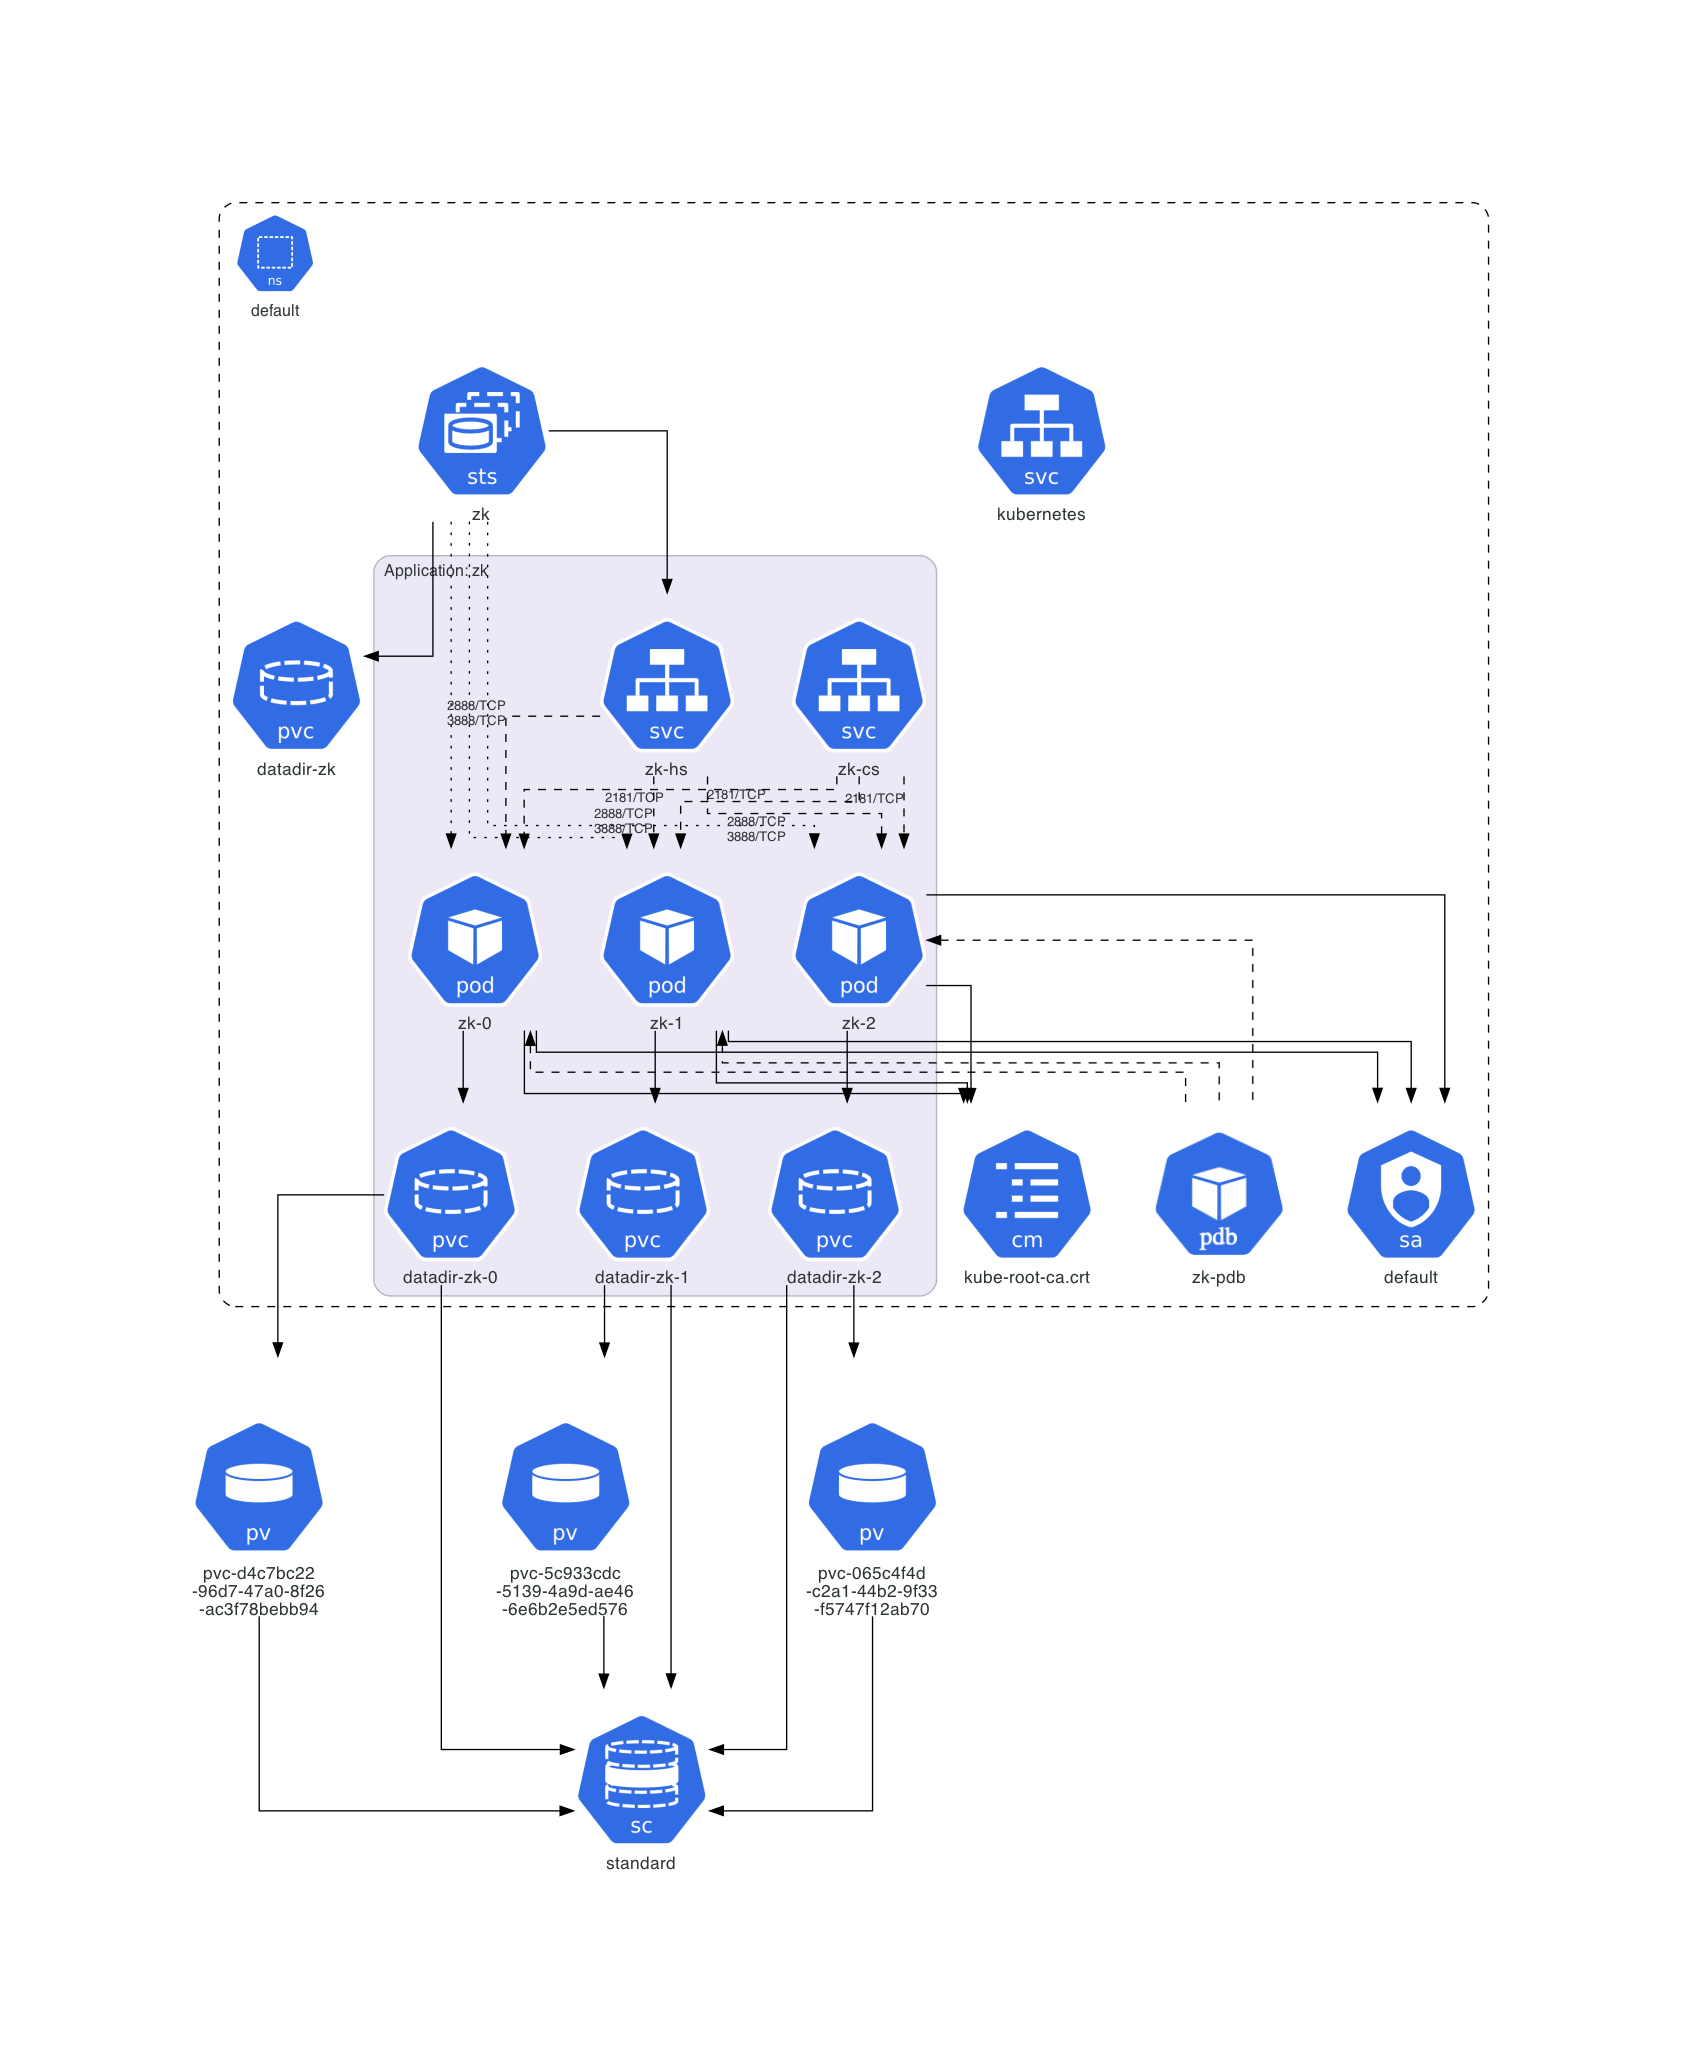 ns
default
sts
zk
svc
kubernetes
Application: zk
pvc
datadir-zk
svc
zk-hs
svc
zk-cs
2888/TCP
3888/TCP
2181/TCP
2181/TCP
2181/TCP
2888/TCP
3888/TCP
2888/TCP
3888/TCP
pod
zk-0
pod
zk-1
pod
zk-2
pvc
datadir-zk-0
pvc
datadir-zk-1
pvc
datadir-zk-2
cm
kube-root-ca.crt
pdb
zk-pdb
sa
default
pv
pvc-d4c7bc22
-96d7-47a0-8f26
-ac3f78bebb94
pv
pvc-5c933cdc
-5139-4a9d-ae46
-6e6b2e5ed576
pv
pvc-065c4f4d
-c2a1-44b2-9f33
-f5747f12ab70
sc
standard